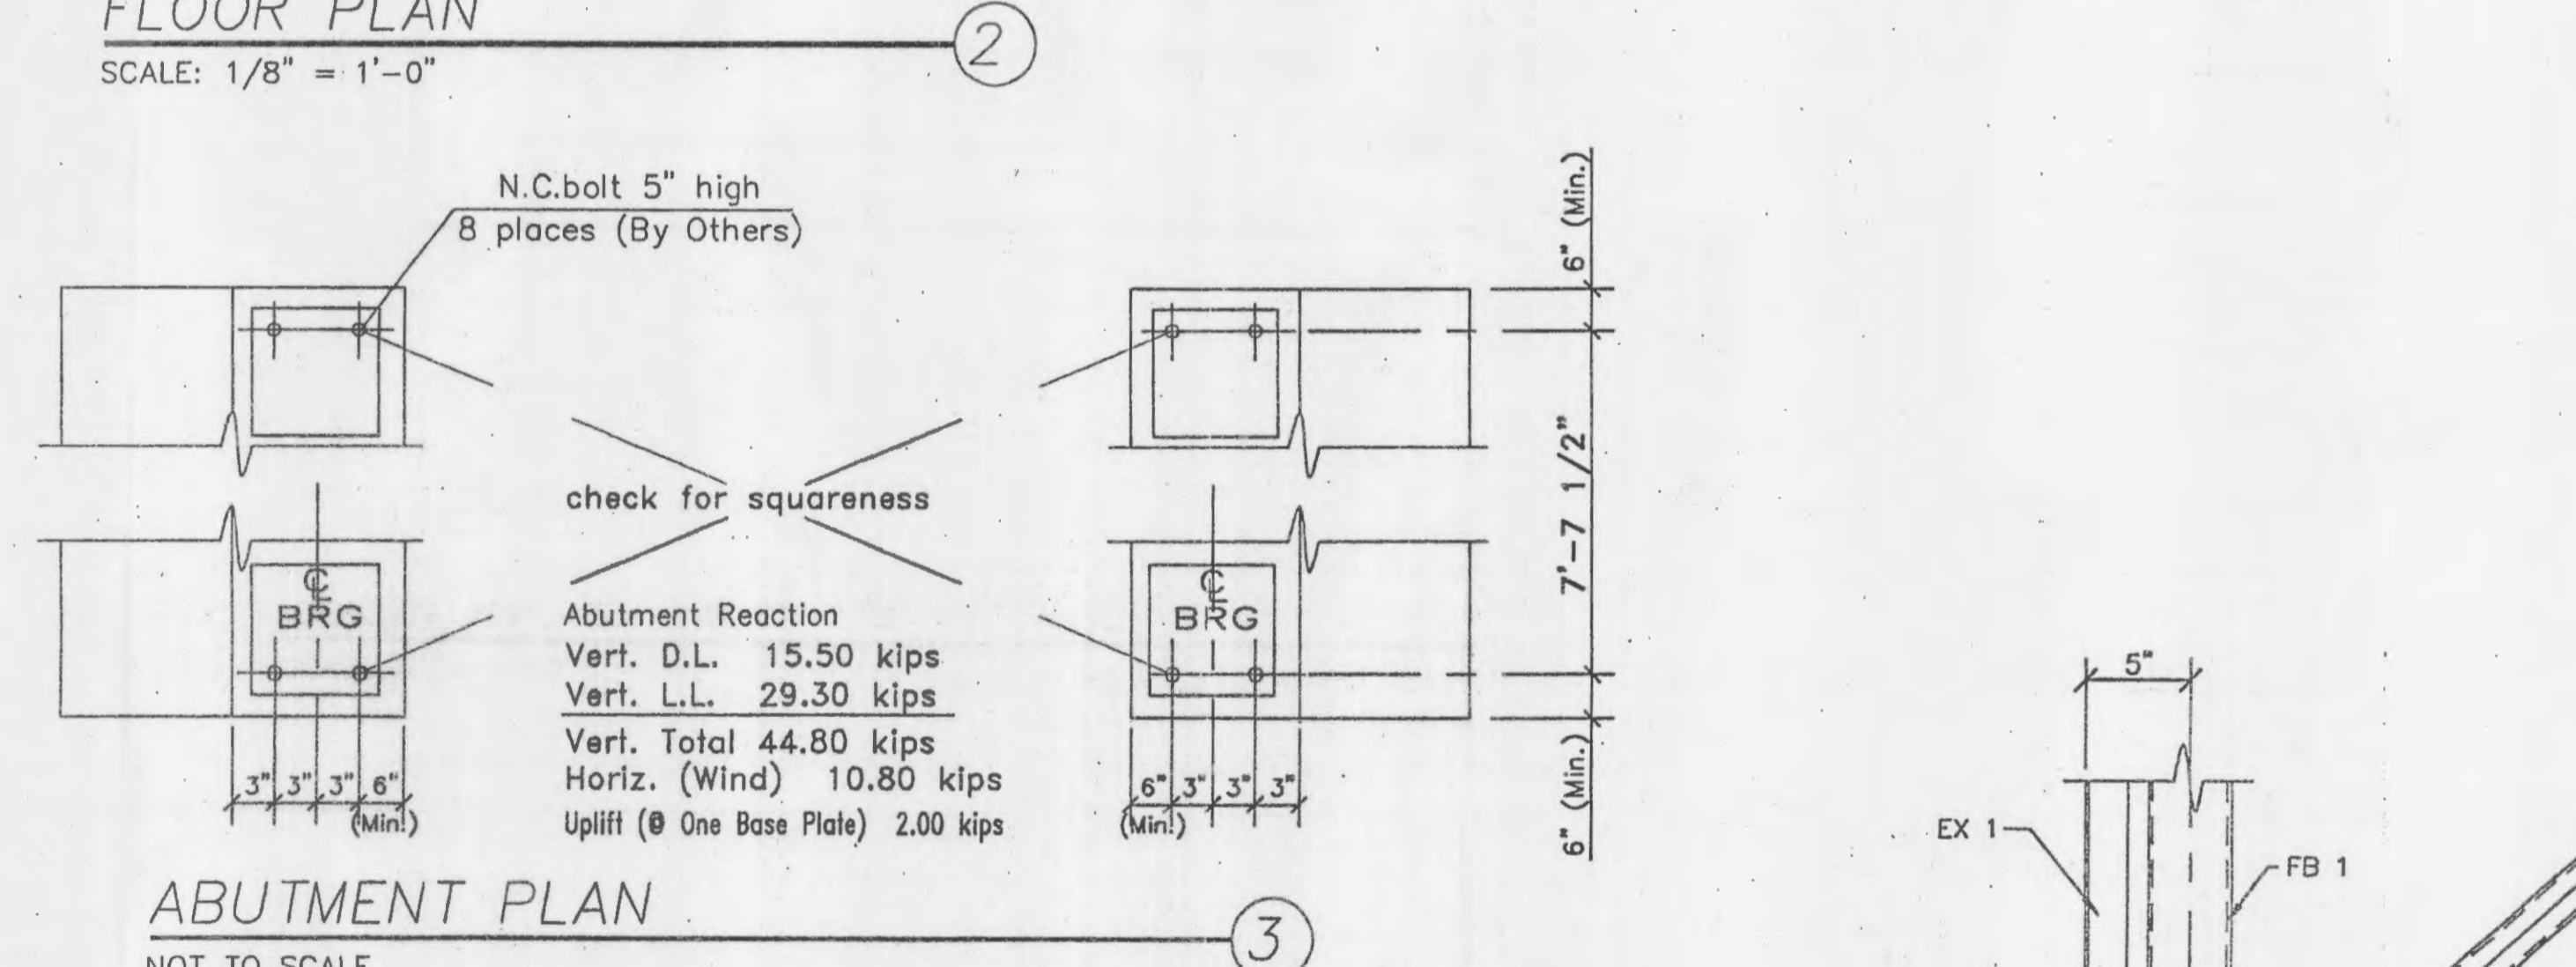 FLOOR PLAN
2
SCALE: 1/8" = 1'-0"
N.C.bolt 5" high
8 places (By Others)
6" (Min.)
7'-7 1/2"
6" (Min.)
check for squareness
℄
BRG
℄
BRG
Abutment Reaction
Vert. D.L. 15.50 kips
Vert. L.L. 29.30 kips
Vert. Total 44.80 kips
Horiz. (Wind) 10.80 kips
Uplift (@ One Base Plate) 2.00 kips
3" 3" 3" 6"
(Min.)
6" 3" 3" 3"
(Min.)
5"
EX 1
FB 1
ABUTMENT PLAN
3
NOT TO SCALE